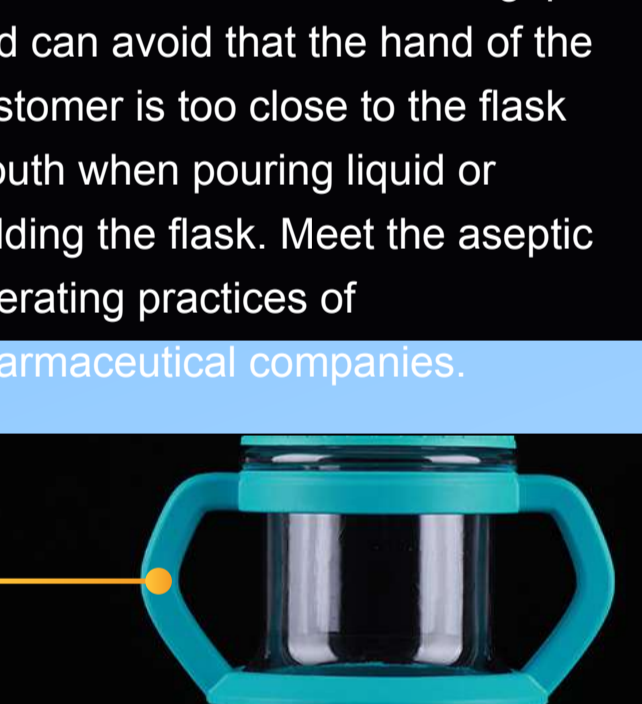 d can avoid that the hand of the
stomer is too close to the flask
outh when pouring liquid or
lding the flask. Meet the aseptic
erating practices of
armaceutical companies.